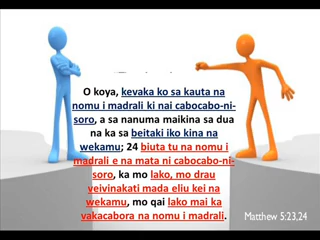 O koya, kevaka ko sa kauta na
nomu i madrali ki nai cabocabo-ni-
soro, a sa nanuma maikina sa dua
na ka sa beitaki iko kina na
wekamu; 24 biuta tu na nomu i
madrali e na mata ni cabocabo-ni-
soro, ka mo lako, mo drau
veivinakati mada eliu kei na
wekamu, mo qai lako mai ka
vakacabora na nomu i madrali.
Matthew 5:23,24